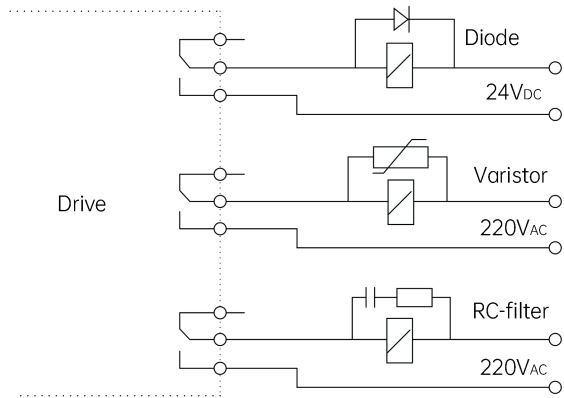 Diode
24VDC
Varistor
Drive
220VAC
RC-filter
220VAC